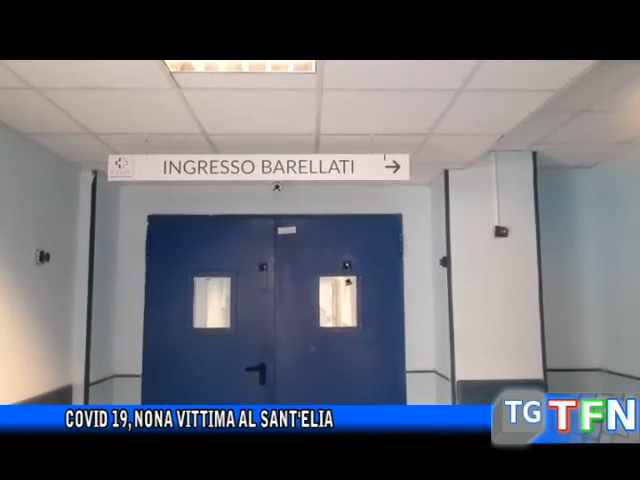 INGRESSO BARELLATI
COVID 19, NONA VITTIMA AL SANT'ELIA
TG TFN